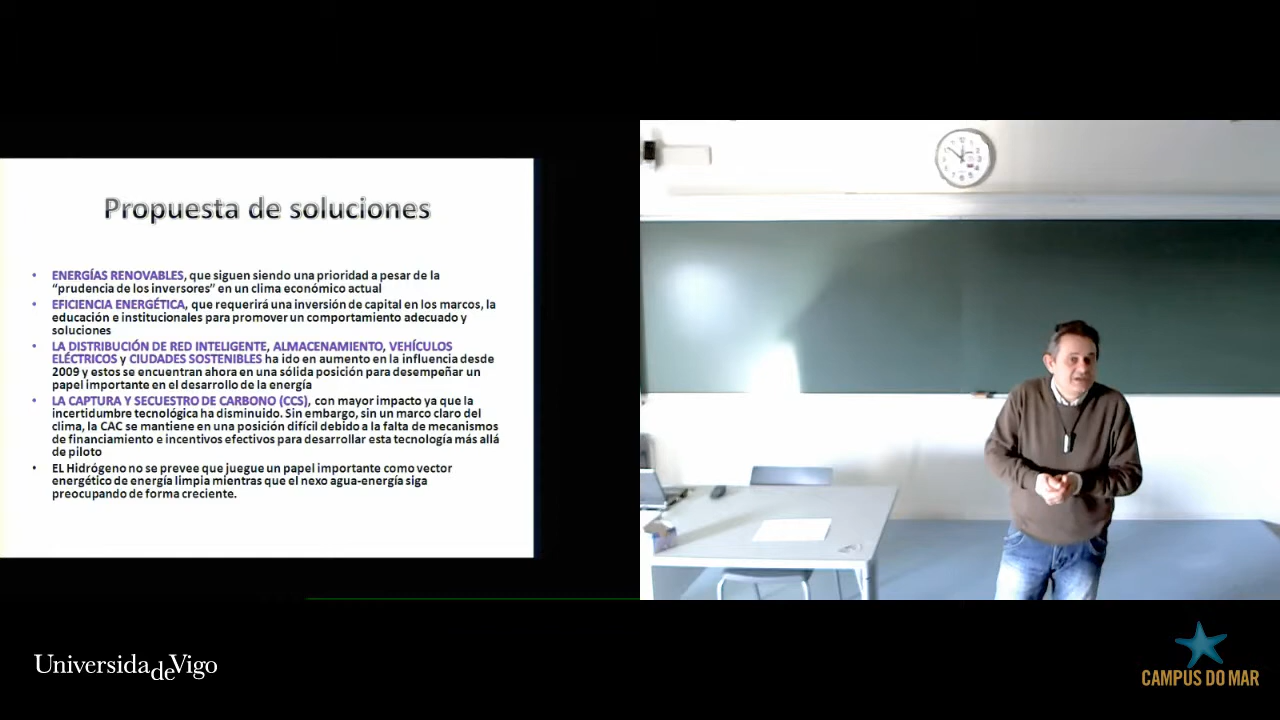 Propuesta de soluciones
• ENERGÍAS RENOVABLES, que siguen siendo una prioridad a pesar de la
“prudencia de los inversores” en un clima económico actual
• EFICIENCIA ENERGÉTICA, que requerirá una inversión de capital en los marcos, la
educación e institucionales para promover un comportamiento adecuado y
soluciones
• LA DISTRIBUCIÓN DE RED INTELIGENTE, ALMACENAMIENTO, VEHÍCULOS
ELÉCTRICOS y CIUDADES SOSTENIBLES ha ido en aumento en la influencia desde
2009 y estos se encuentran ahora en una sólida posición para desempeñar un
papel importante en el desarrollo de la energía
• LA CAPTURA Y SECUESTRO DE CARBONO (CCS), con mayor impacto ya que la
incertidumbre tecnológica ha disminuido. Sin embargo, sin un marco claro del
clima, la CAC se mantiene en una posición difícil debido a la falta de mecanismos
de financiamiento e incentivos efectivos para desarrollar esta tecnología más allá
de piloto
• EL Hidrógeno no se prevee que juegue un papel importante como vector
energético de energía limpia mientras que el nexo agua-energía siga
preocupando de forma creciente.
UniversidadeVigo
CAMPUS DO MAR